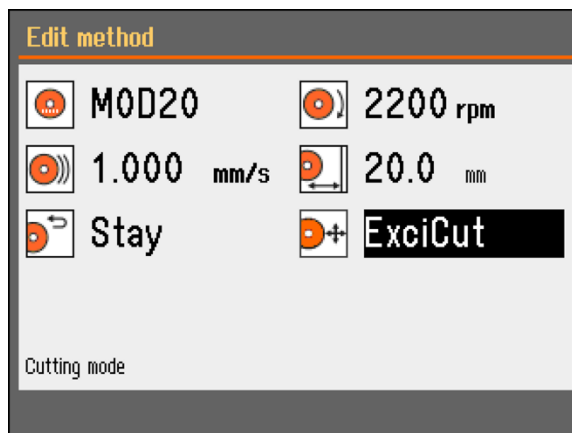 Edit method
M0D20 2200 rpm
1.000 mm/s 20.0 mm
Stay ExciCut
Cutting mode